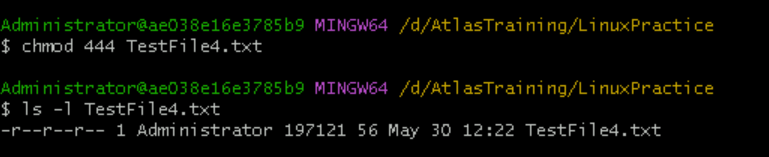 Administrator@ae038e16e3785b9 MINGW64 /d/AtlasTraining/LinuxPractice
$ chmod 444 TestFile4.txt
Administrator@ae038e16e3785b9 MINGW64 /d/AtlasTraining/LinuxPractice
$ ls -l TestFile4.txt
-r--r--r-- 1 Administrator 197121 56 May 30 12:22 TestFile4.txt